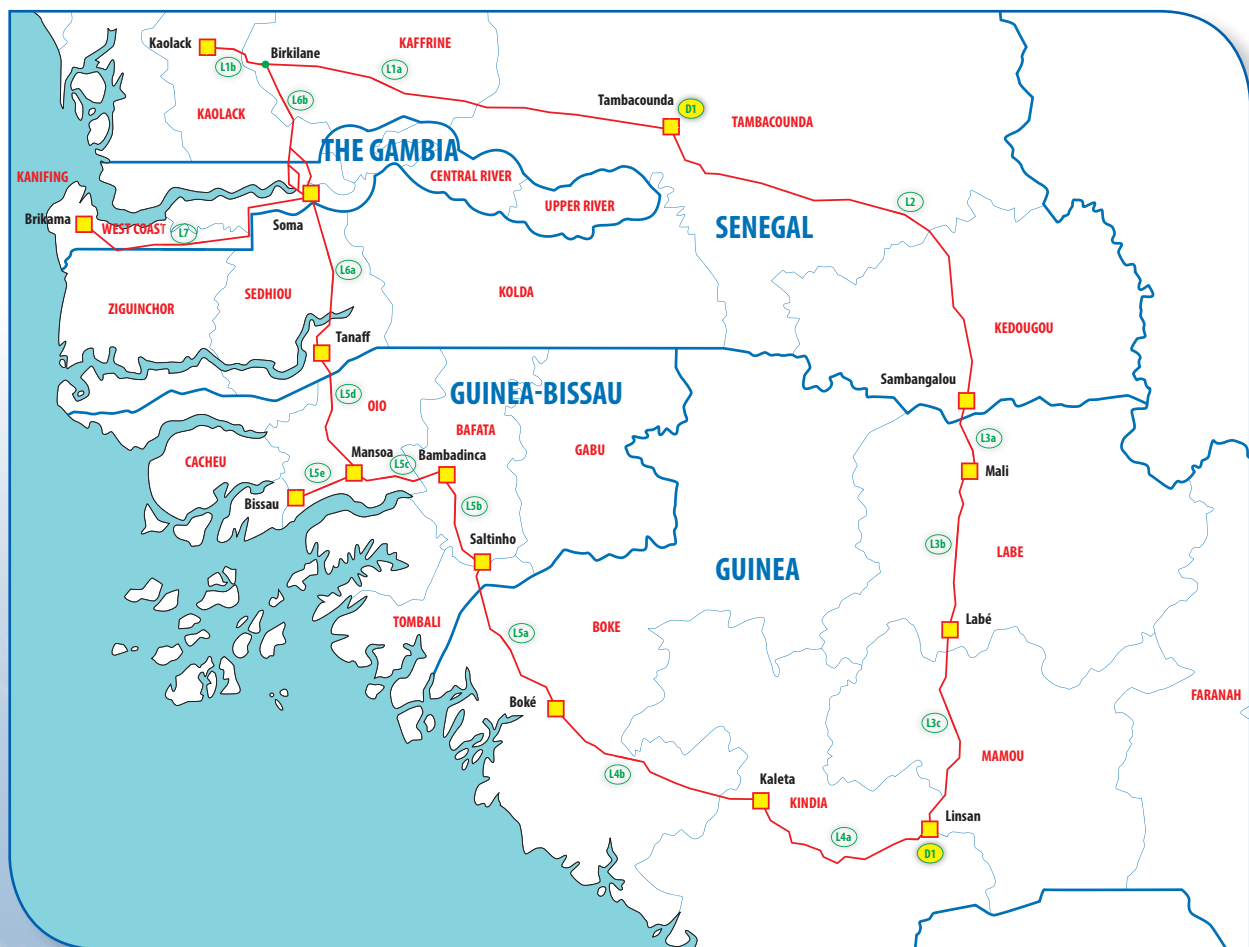 Kaolack
Birkilane
KAFFRINE
L1b
L1a
L6b
KAOLACK
Tambacounda
D1
TAMBACOUNDA
THE GAMBIA
KANIFING
CENTRAL RIVER
UPPER RIVER
L2
Brikama
WEST COAST
L7
Soma
SENEGAL
L6a
SEDHIOU
KOLDA
ZIGUINCHOR
KEDOUGOU
Tanaff
Sambangalou
GUINEA-BISSAU
L5d
OIO
BAFATA
GABU
L3a
CACHEU
Mansoa
Bambadinca
L5e
L5c
Mali
Bissau
L5b
Saltinho
L3b
LABE
GUINEA
TOMBALI
L5a
BOKE
Labé
FARANAH
Boké
L3c
MAMOU
L4b
Kaleta
KINDIA
Linsan
L4a
D1